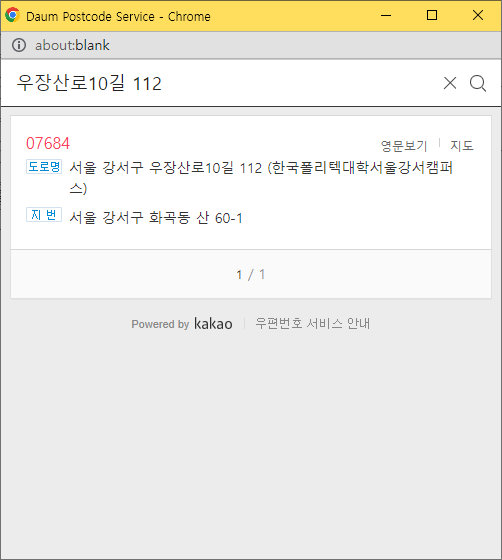 Daum Postcode Service - Chrome
about:blank
우장산로10길 112
07684
영문보기 지도
도로명 서울 강서구 우장산로10길 112 (한국폴리텍대학서울강서캠퍼
스)
지 번 서울 강서구 화곡동 산 60-1
1 / 1
Powered by kakao 우편번호 서비스 안내